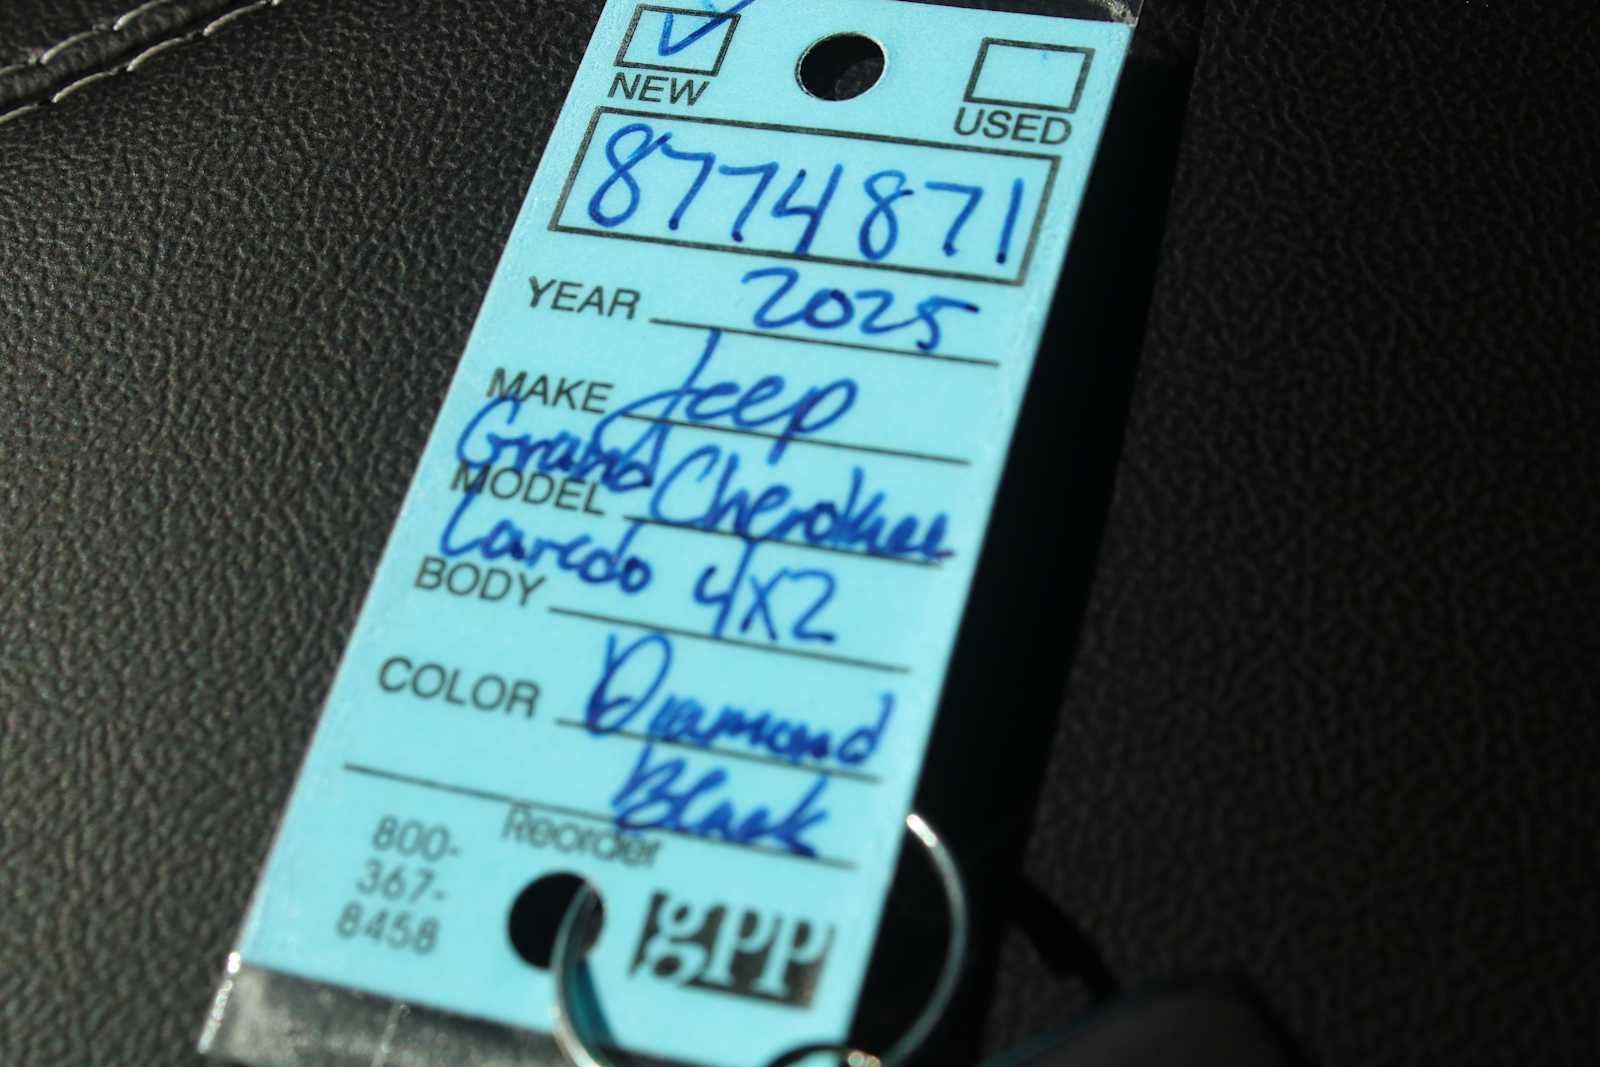 NEW USED
8774871
YEAR 2025
MAKE Jeep
Grand Cherokee
MODEL
Laredo 4X2
BODY
COLOR Diamond
Black
Reorder
800-
367-
8458
gpp